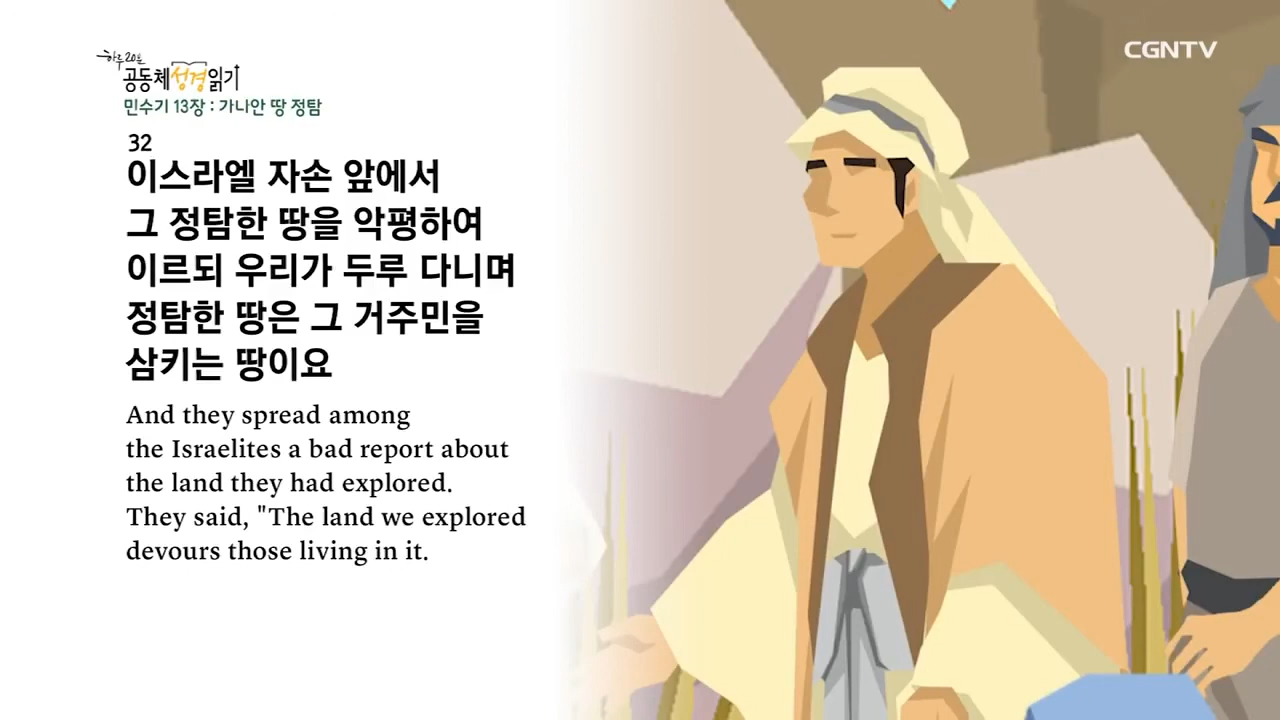 하루 20분
공동체성경읽기
CGNTV
민수기 13장 : 가나안 땅 정탐
32
이스라엘 자손 앞에서
그 정탐한 땅을 악평하여
이르되 우리가 두루 다니며
정탐한 땅은 그 거주민을
삼키는 땅이요
And they spread among
the Israelites a bad report about
the land they had explored.
They said, "The land we explored
devours those living in it.